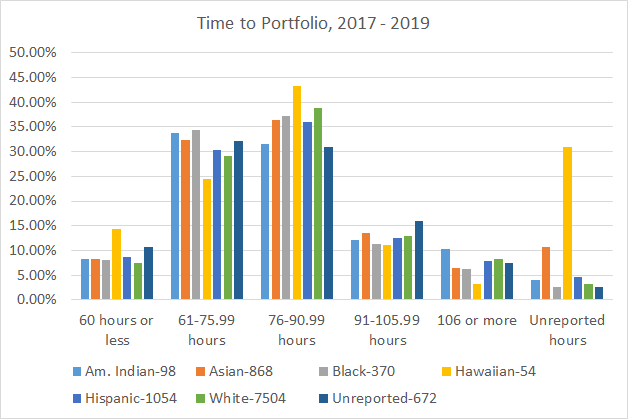 Time to Portfolio, 2017 - 2019
50.00%
45.00%
40.00%
35.00%
30.00%
25.00%
20.00%
15.00%
10.00%
5.00%
0.00%
60 hours or less
61-75.99 hours
76-90.99 hours
91-105.99 hours
106 or more
Unreported hours
Am. Indian-98
Asian-868
Black-370
Hawaiian-54
Hispanic-1054
White-7504
Unreported-672